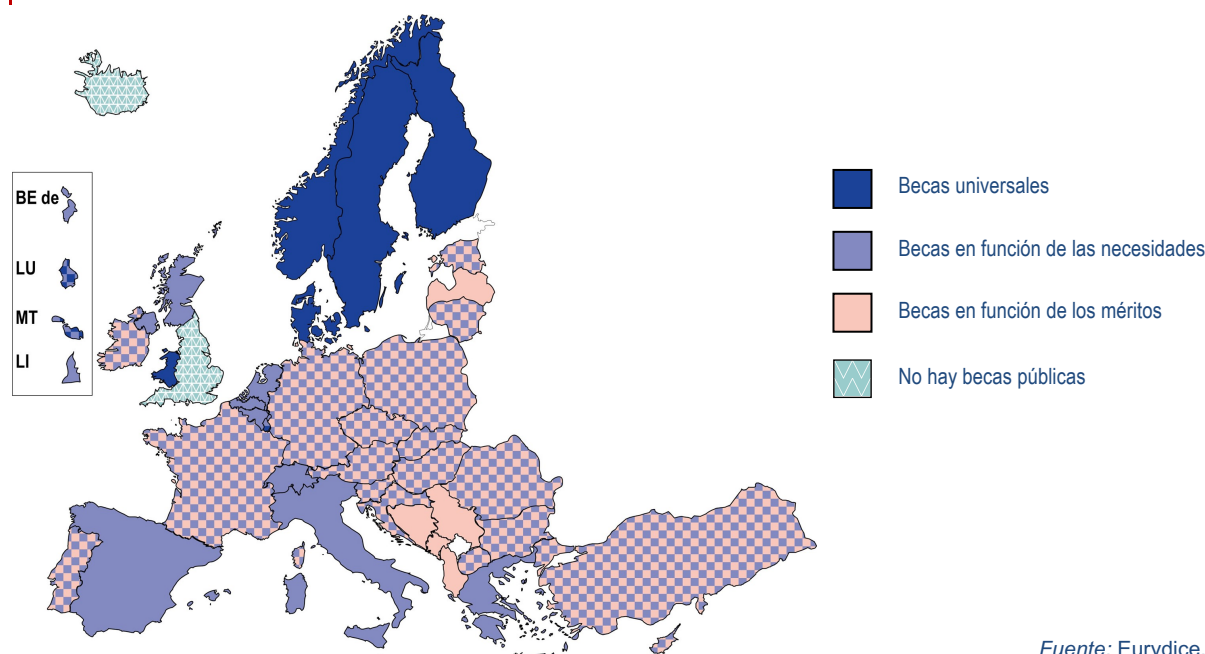 BE de
LU
MT
LI
Becas universales
Becas en función de las necesidades
Becas en función de los méritos
No hay becas públicas
Fuente: Eurydice.